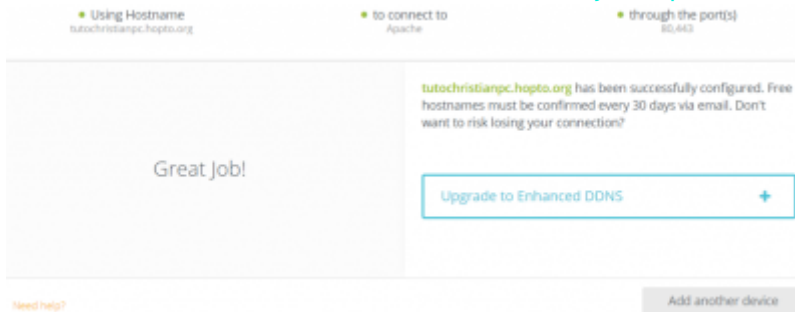 Using Hostname
tutochristianpc.hopto.org
to connect to
Apache
through the port(s)
80,443
tutochristianpc.hopto.org has been successfully configured. Free
hostnames must be confirmed every 30 days via email. Don't
want to risk losing your connection?
Great Job!
Upgrade to Enhanced DDNS +
Need help?
Add another device